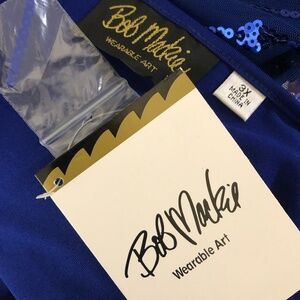 Bob Mackie
WEARABLE ART
3X
MADE IN
CHINA
Bob Mackie
Wearable Art